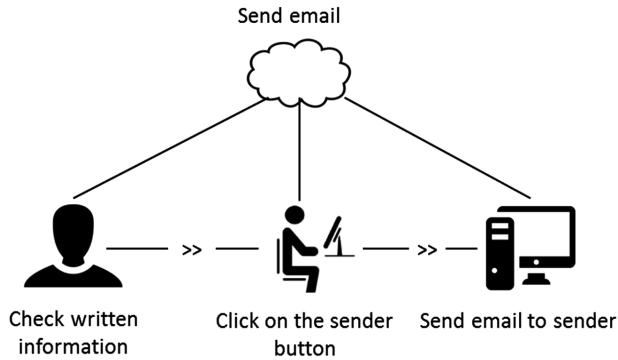 Send email
>>
>>
Check written
information
Click on the sender
button
Send email to sender